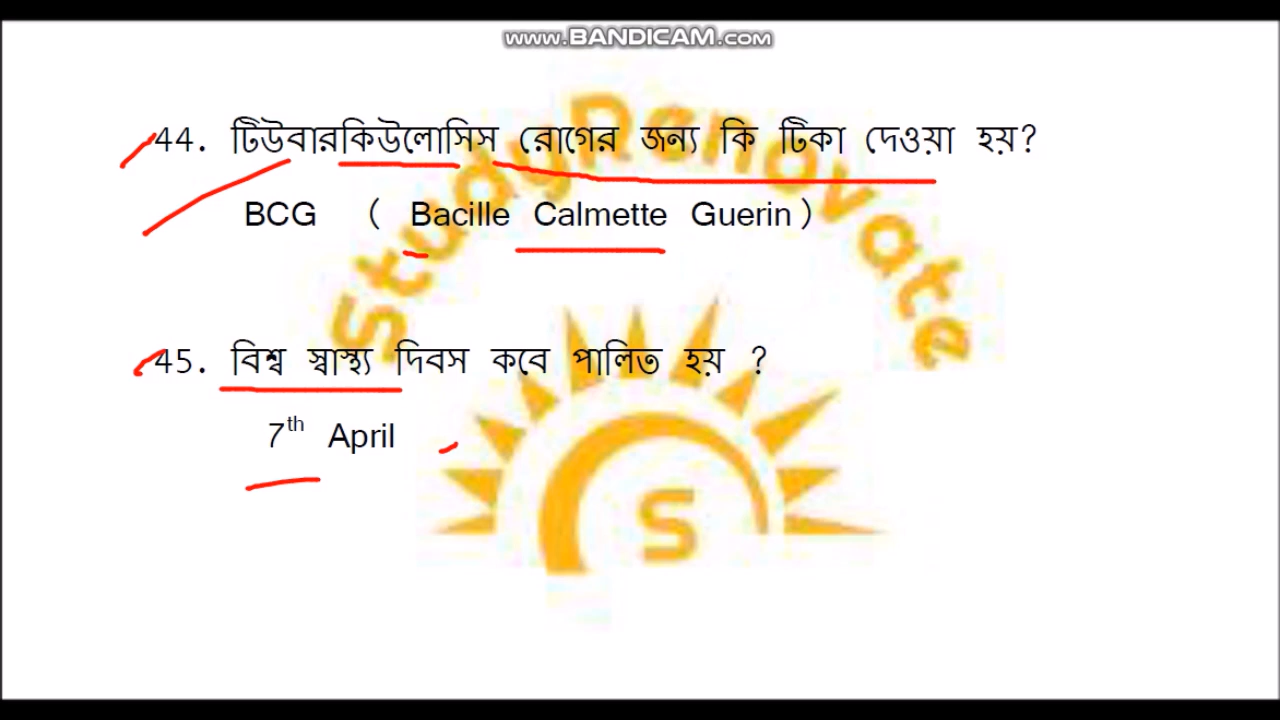 www.BANDICAM.com
44. টিউবারকিউলোসিস রোগের জন্য কি টিকা দেওয়া হয়?
BCG ( Bacille Calmette Guerin )
StudyRenovate
45. বিশ্ব স্বাস্থ্য দিবস কবে পালিত হয় ?
7th April
S